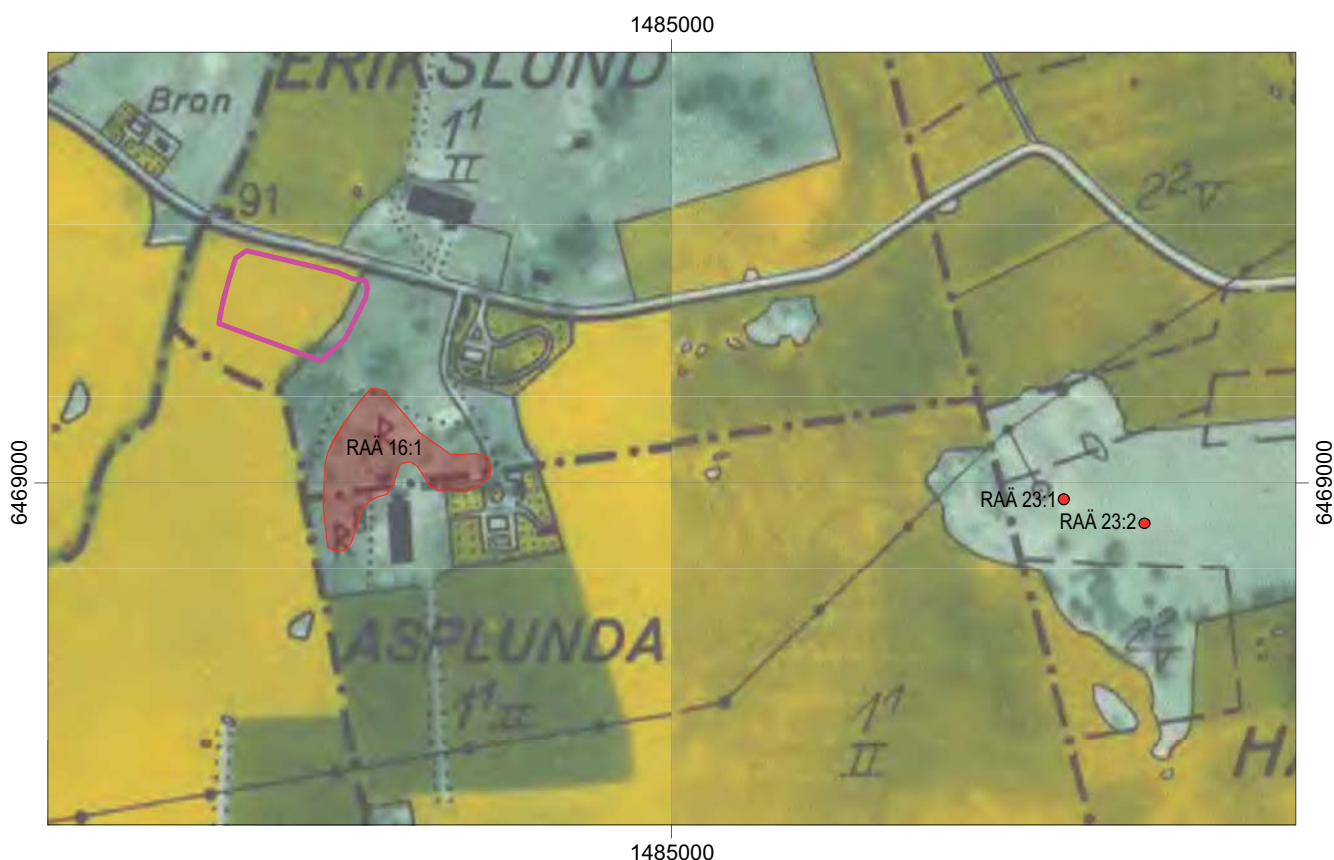 1485000
ERIKSLUND
Bron
1¹
II
91
2²V
RAÄ 16:1
R
R
6469000
6469000
RAÄ 23:1
RAÄ 23:2
ASPLUNDA
1¹ II
2²
V
1¹
II
HA
1485000